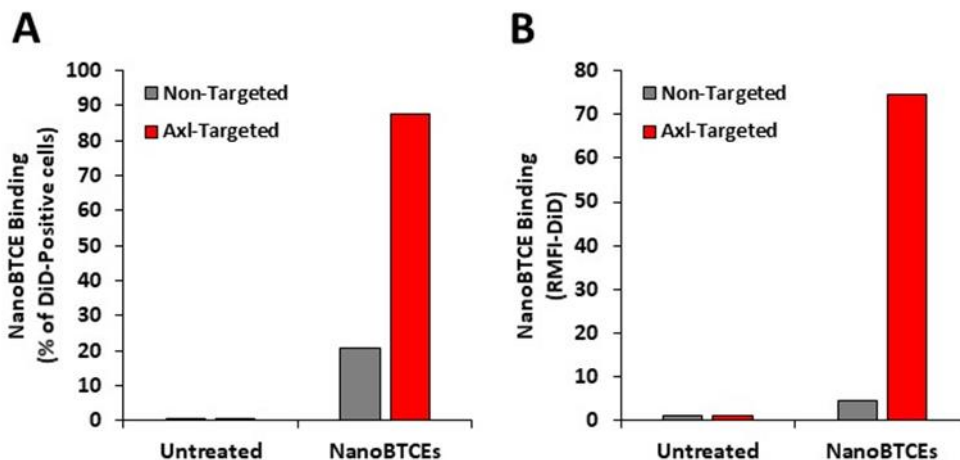 A
NanoBTCE Binding
(% of DiD-Positive cells)
100
90
80
70
60
50
40
30
20
10
0
Non-Targeted
Axl-Targeted
Untreated
NanoBTCEs
B
NanoBTCE Binding
(RMFI-DiD)
80
70
60
50
40
30
20
10
0
Non-Targeted
Axl-Targeted
Untreated
NanoBTCEs